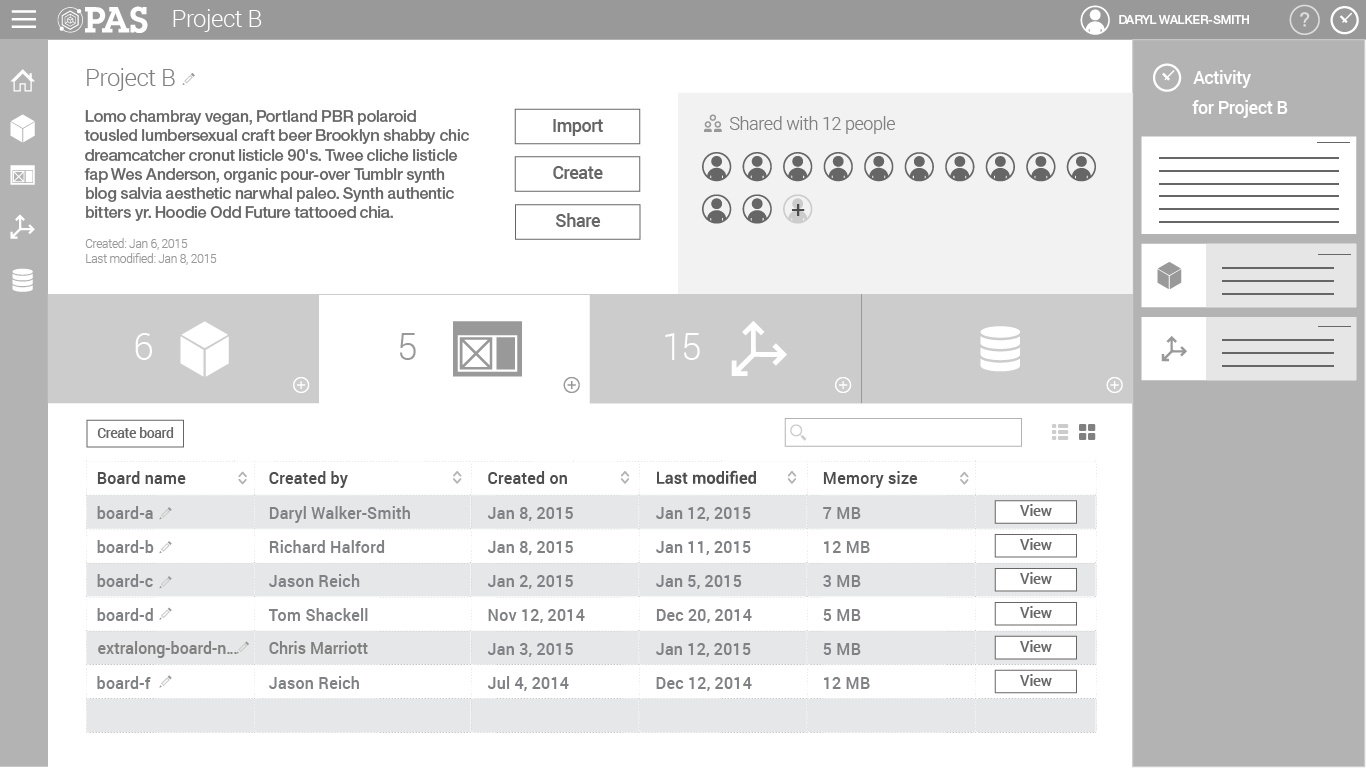 PAS Project B DARYL WALKER-SMITH ?
Project B
Lomo chambray vegan, Portland PBR polaroid
tousled lumbersexual craft beer Brooklyn shabby chic
dreamcatcher cronut listicle 90's. Twee cliche listicle
fap Wes Anderson, organic pour-over Tumblr synth
blog salvia aesthetic narwhal paleo. Synth authentic
bitters yr. Hoodie Odd Future tattooed chia.
Created: Jan 6, 2015
Last modified: Jan 8, 2015
Import
Create
Share
Shared with 12 people
Activity
for Project B
6
5
15
Create board
Board name Created by Created on Last modified Memory size
board-a Daryl Walker-Smith Jan 8, 2015 Jan 12, 2015 7 MB View
board-b Richard Halford Jan 8, 2015 Jan 11, 2015 12 MB View
board-c Jason Reich Jan 2, 2015 Jan 5, 2015 3 MB View
board-d Tom Shackell Nov 12, 2014 Dec 20, 2014 5 MB View
extralong-board-n... Chris Marriott Jan 3, 2015 Jan 12, 2015 5 MB View
board-f Jason Reich Jul 4, 2014 Dec 12, 2014 12 MB View